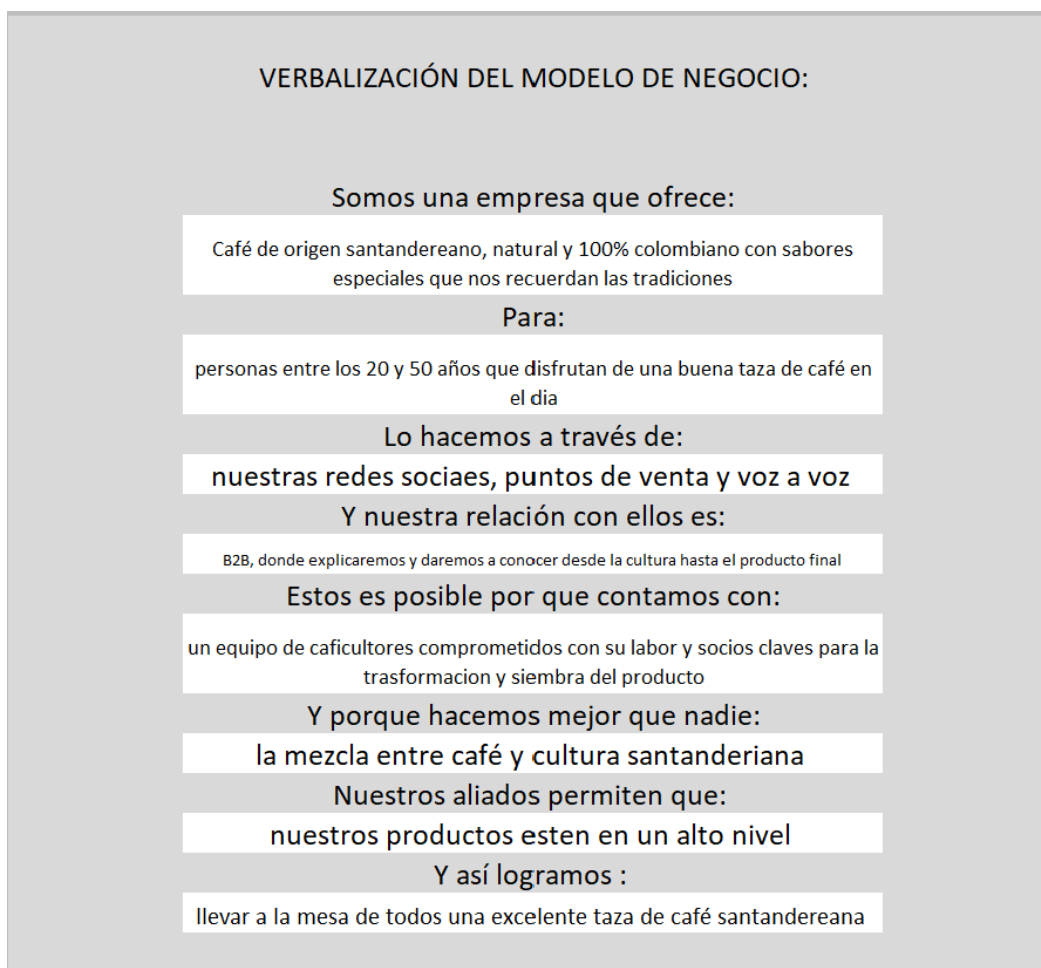 VERBALIZACIÓN DEL MODELO DE NEGOCIO:
Somos una empresa que ofrece:
Café de origen santandereano, natural y 100% colombiano con sabores
especiales que nos recuerdan las tradiciones
Para:
personas entre los 20 y 50 años que disfrutan de una buena taza de café en
el dia
Lo hacemos a través de:
nuestras redes sociaes, puntos de venta y voz a voz
Y nuestra relación con ellos es:
B2B, donde explicaremos y daremos a conocer desde la cultura hasta el producto final
Estos es posible por que contamos con:
un equipo de caficultores comprometidos con su labor y socios claves para la
trasformacion y siembra del producto
Y porque hacemos mejor que nadie:
la mezcla entre café y cultura santanderiana
Nuestros aliados permiten que:
nuestros productos esten en un alto nivel
Y así logramos :
llevar a la mesa de todos una excelente taza de café santandereana